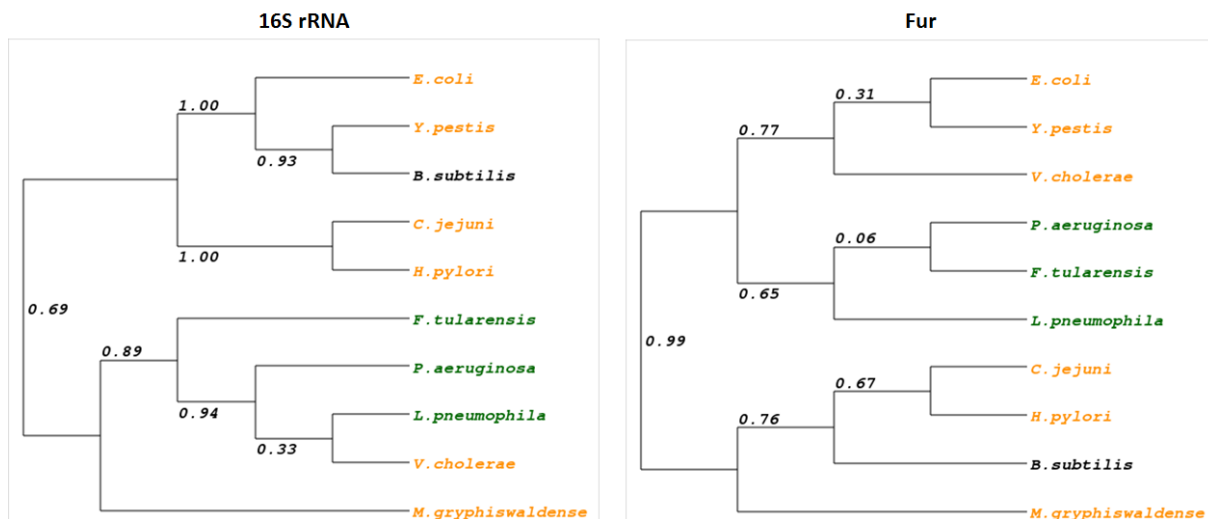 16S rRNA
E.coli
1.00
Y.pestis
0.93
B.subtilis
C.jejuni
1.00
H.pylori
0.69
F.tularensis
0.89
P.aeruginosa
0.94
L.pneumophila
0.33
V.cholerae
M.gryphiswaldense
Fur
E.coli
0.31
Y.pestis
0.77
V.cholerae
P.aeruginosa
0.06
F.tularensis
0.65
L.pneumophila
0.99
C.jejuni
0.67
H.pylori
0.76
B.subtilis
M.gryphiswaldense